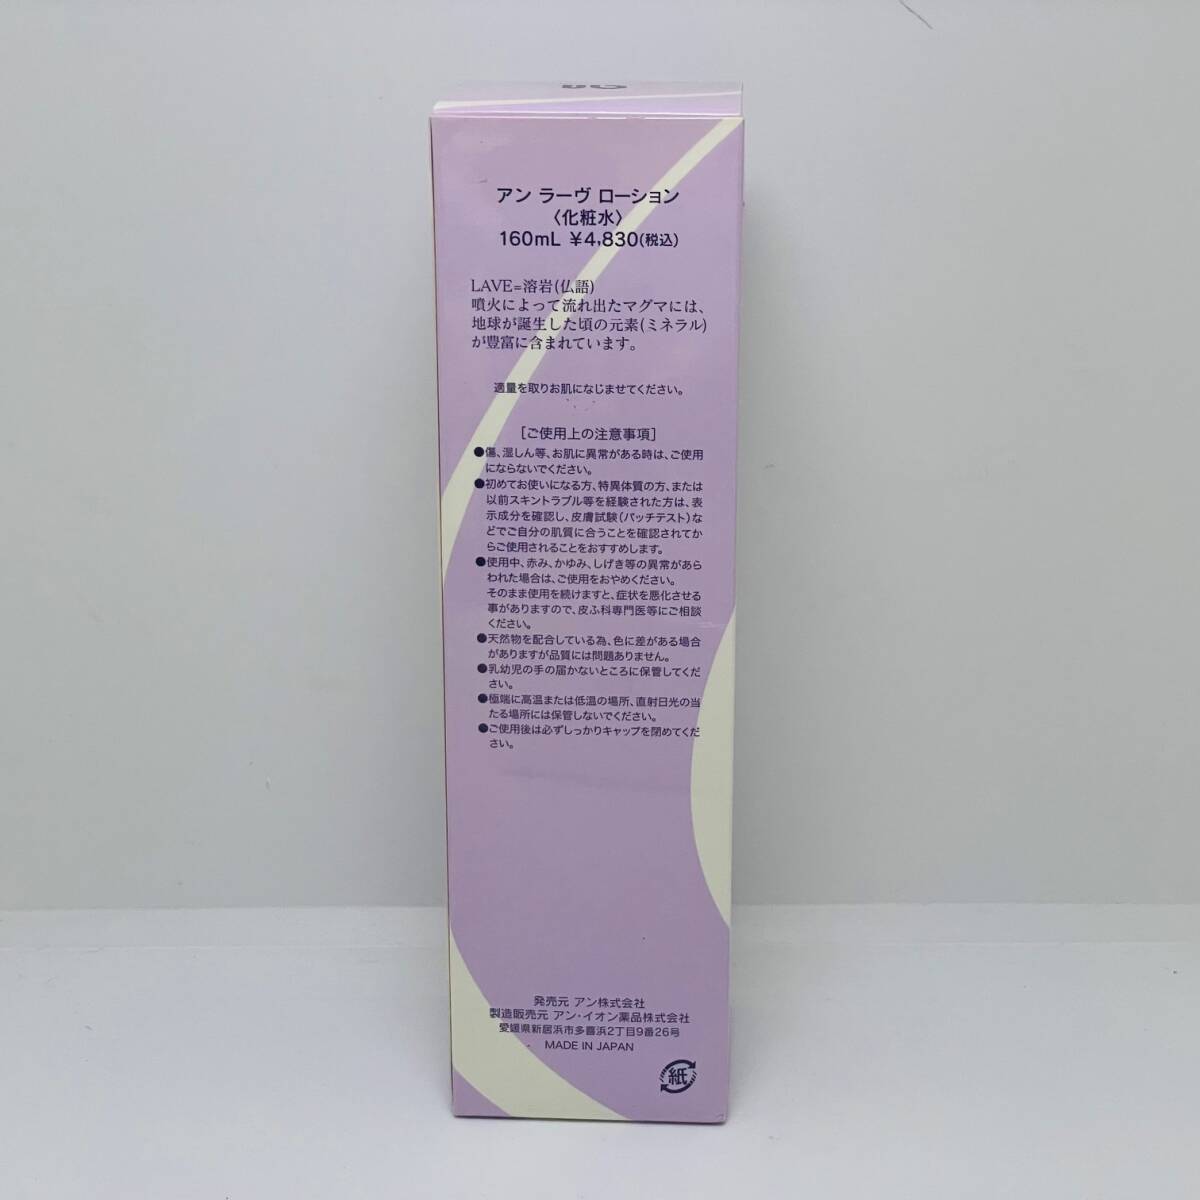 アン ラーヴ ローション
〈化粧水〉
160mL ¥4,830(税込)
LAVE=溶岩(仏語)
噴火によって流れ出たマグマには、
地球が誕生した頃の元素(ミネラル)
が豊富に含まれています。
適量を取りお肌になじませてください。
[ご使用上の注意事項]
●傷、湿しん等、お肌に異常がある時は、ご使用
にならないでください。
●初めてお使いになる方、特異体質の方、または
以前スキントラブル等を経験された方は、表
示成分を確認し、皮膚試験(パッチテスト)な
どでご自分の肌質に合うことを確認されてか
らご使用されることをおすすめします。
●使用中、赤み、かゆみ、しげき等の異常があら
われた場合は、ご使用をおやめください。
そのまま使用を続けますと、症状を悪化させる
事がありますので、皮ふ科専門医等にご相談
ください。
●天然物を配合している為、色に差がある場合
がありますが品質には問題ありません。
●乳幼児の手の届かないところに保管してくだ
さい。
●極端に高温または低温の場所、直射日光の当
たる場所には保管しないでください。
●ご使用後は必ずしっかりキャップを閉めてくだ
さい。
発売元 アン株式会社
製造販売元 アン・イオン薬品株式会社
愛媛県新居浜市多喜浜2丁目9番26号
MADE IN JAPAN
紙